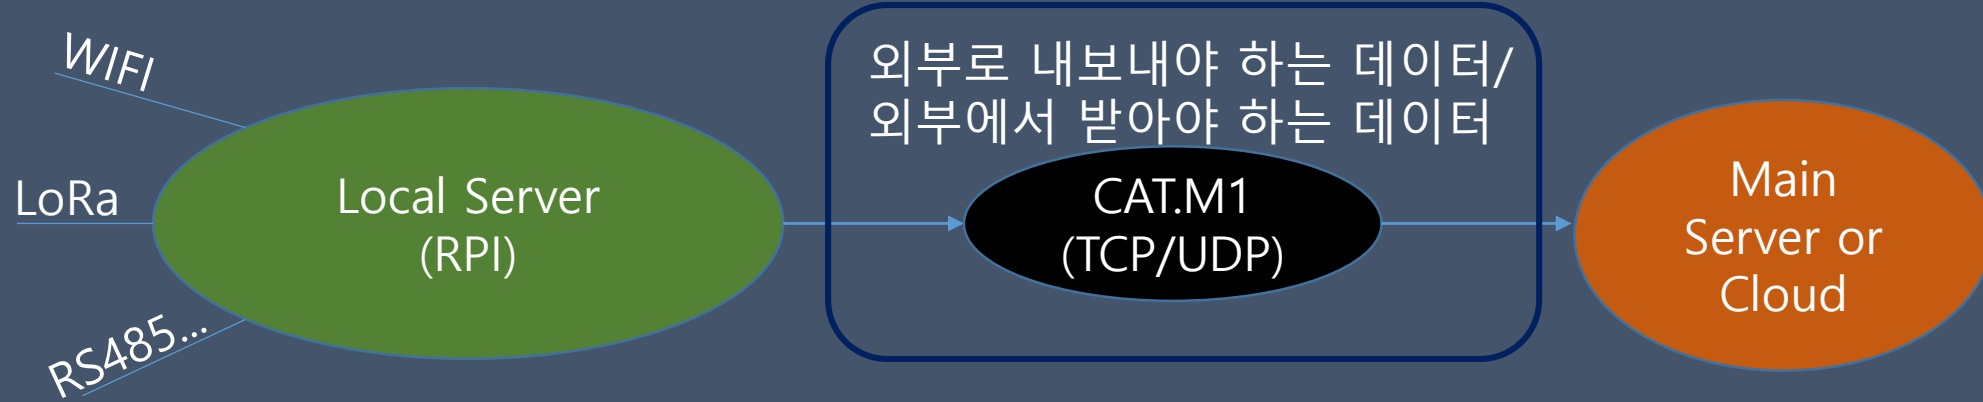 WIFI
LoRa
RS485...
Local Server
(RPI)
외부로 내보내야 하는 데이터/
외부에서 받아야 하는 데이터
CAT.M1
(TCP/UDP)
Main
Server or
Cloud